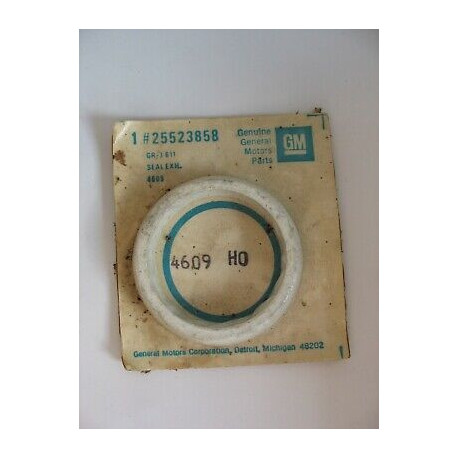 1 #25523858
GR/3.611
SEAL EXH.
4609
Genuine
General
Motors
Parts
GM
4609 HO
General Motors Corporation, Detroit, Michigan 48202